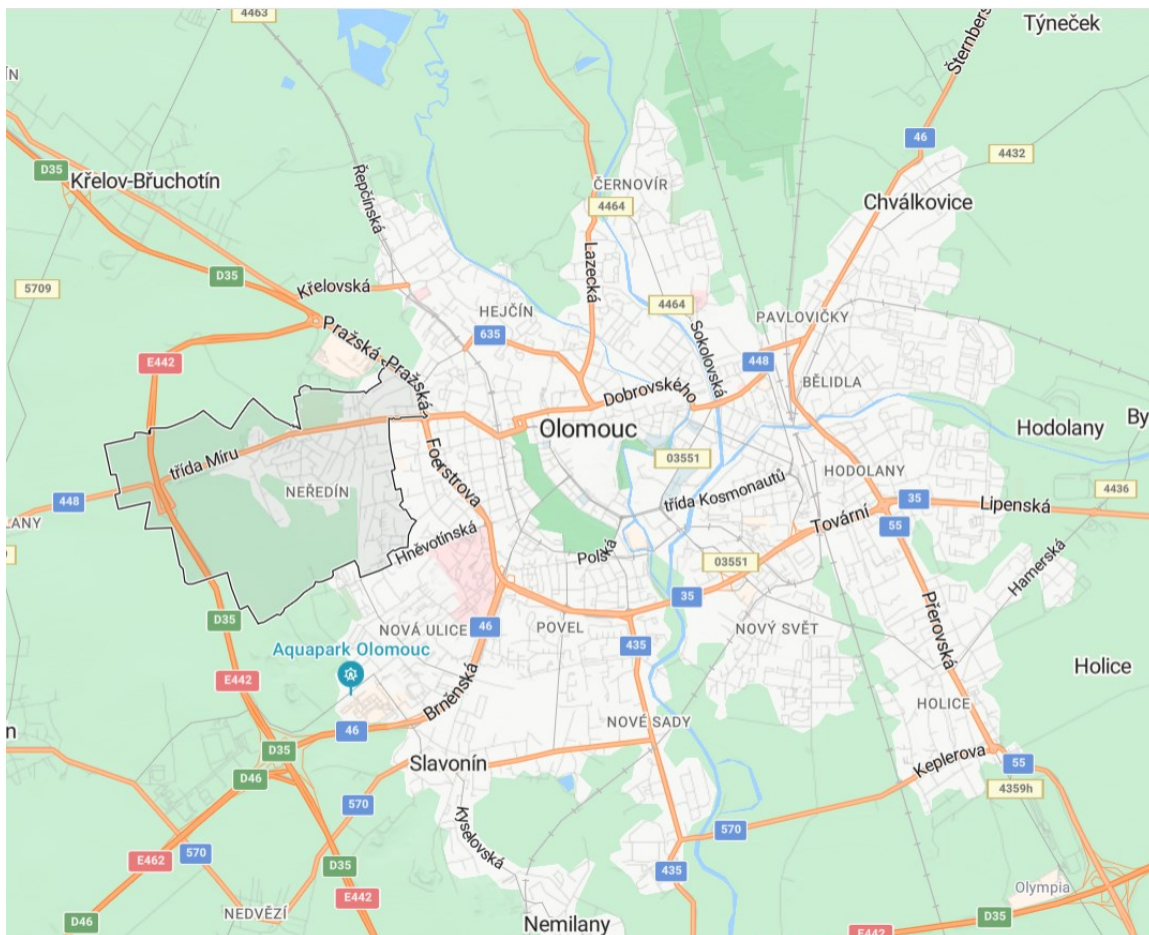 4463
Týneček
Šternbers
ÍN
46
4432
D35
Křelov-Břuchotín
Řepčínská
ČERNOVÍR
4464
Chválkovice
Lazecká
D35
5709
Křelovská
HEJČÍN
4464
PAVLOVIČKY
Pražská
Pražská
635
Sokolovská
448
E442
BĚLIDLA
Dobrovského
Olomouc
Hodolany
By
třída Míru
Foerstrova
03551
HODOLANY
448
NEŘEDÍN
třída Kosmonautů
4436
LANY
35
Lipenská
Tovární
55
Hněvotínská
Polská
03551
Hamerská
D35
35
Přerovská
NOVÁ ULICE
46
POVEL
NOVÝ SVĚT
435
Aquapark Olomouc
Holice
E442
Brněnská
HOLICE
n
46
NOVÉ SADY
D35
Slavonín
Keplerova
55
D46
4359h
570
570
Kyselovská
E462
570
D35
435
Olympia
E442
NEDVĚZÍ
D46
Nemilany
D35
E442